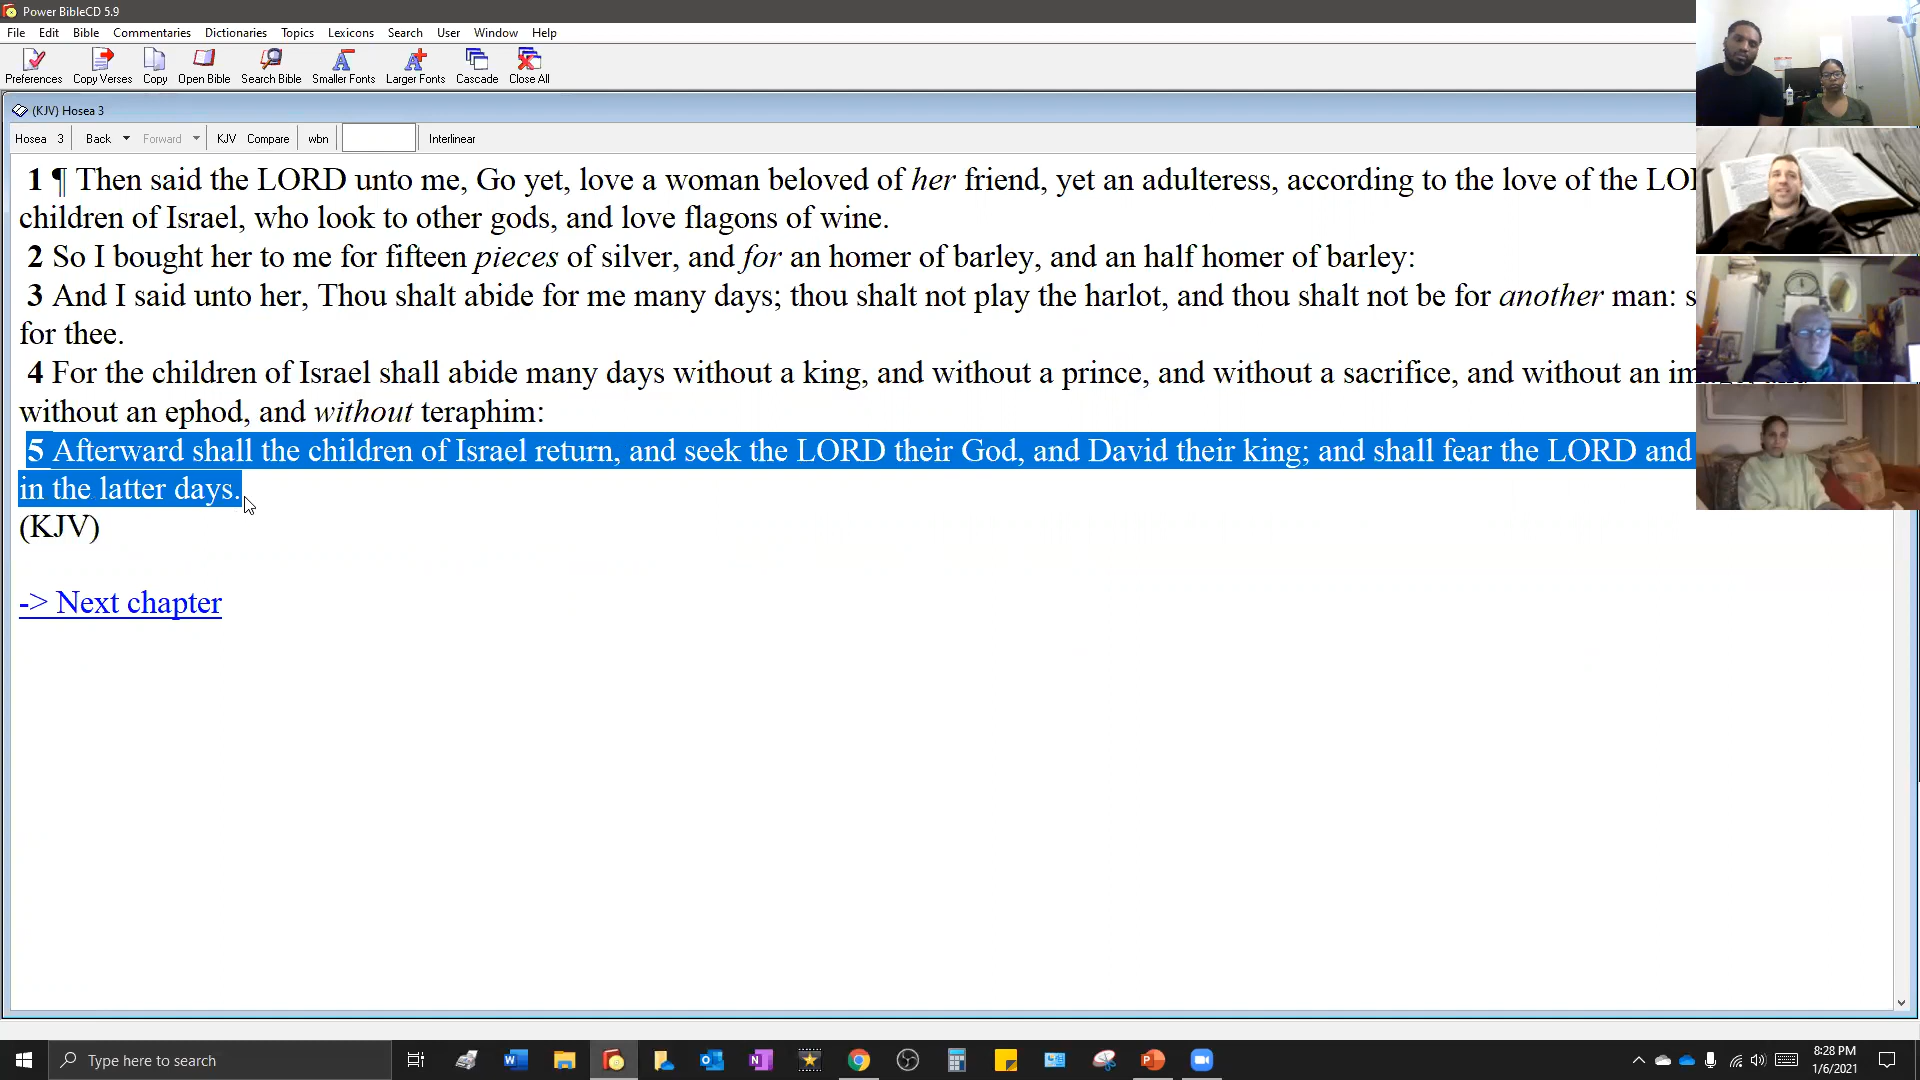 Power BibleCD 5.9
File Edit Bible Commentaries Dictionaries Topics Lexicons Search User Window Help
Preferences Copy Verses Copy Open Bible Search Bible Smaller Fonts Larger Fonts Cascade Close All
(KJV) Hosea 3
Hosea 3 Back Forward KJV Compare wbn Interlinear
1 ¶ Then said the LORD unto me, Go yet, love a woman beloved of her friend, yet an adulteress, according to the love of the
children of Israel, who look to other gods, and love flagons of wine.
2 So I bought her to me for fifteen pieces of silver, and for an homer of barley, and an half homer of barley:
3 And I said unto her, Thou shalt abide for me many days; thou shalt not play the harlot, and thou shalt not be for another man:
for thee.
4 For the children of Israel shall abide many days without a king, and without a prince, and without a sacrifice, and without an
without an ephod, and without teraphim:
5 Afterward shall the children of Israel return, and seek the LORD their God, and David their king; and shall fear the LORD and
in the latter days.
(KJV)
-> Next chapter
Type here to search
8:28 PM
1/6/2021